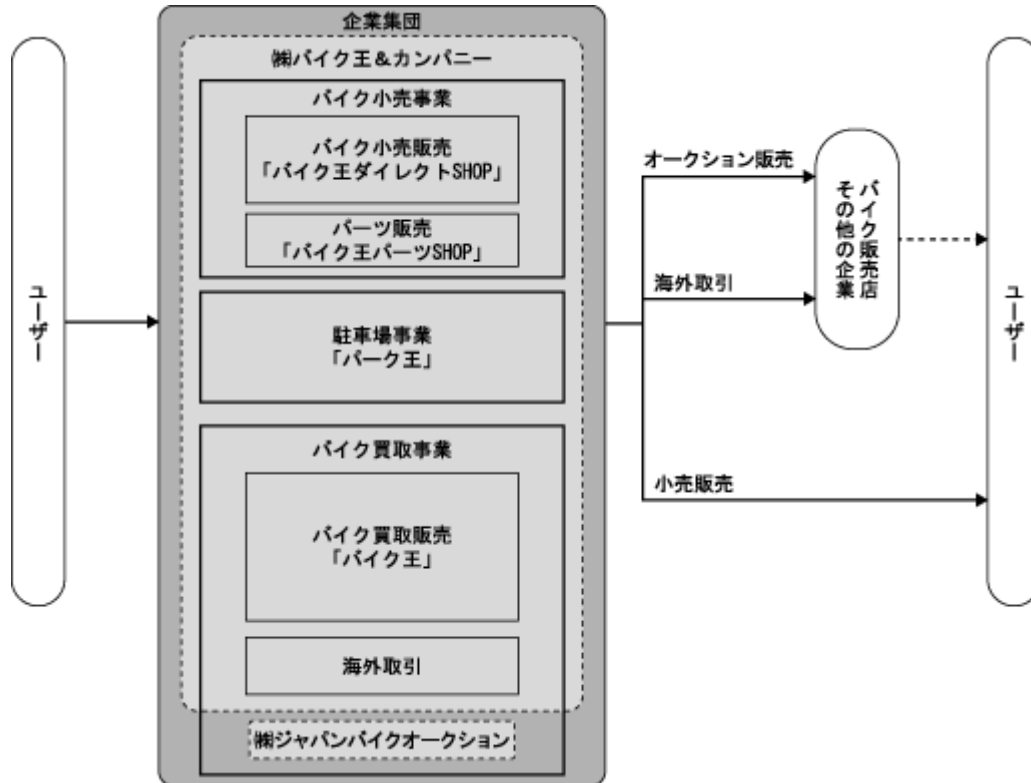 企業集団
㈱バイク王＆カンパニー
バイク小売事業
バイク小売販売
「バイク王ダイレクトSHOP」
パーツ販売
「バイク王パーツSHOP」
駐車場事業
「パーク王」
バイク買取事業
バイク買取販売
「バイク王」
海外取引
㈱ジャパンバイクオークション
ユーザー
オークション販売
海外取引
小売販売
バイク販売店
その他の企業
ユーザー